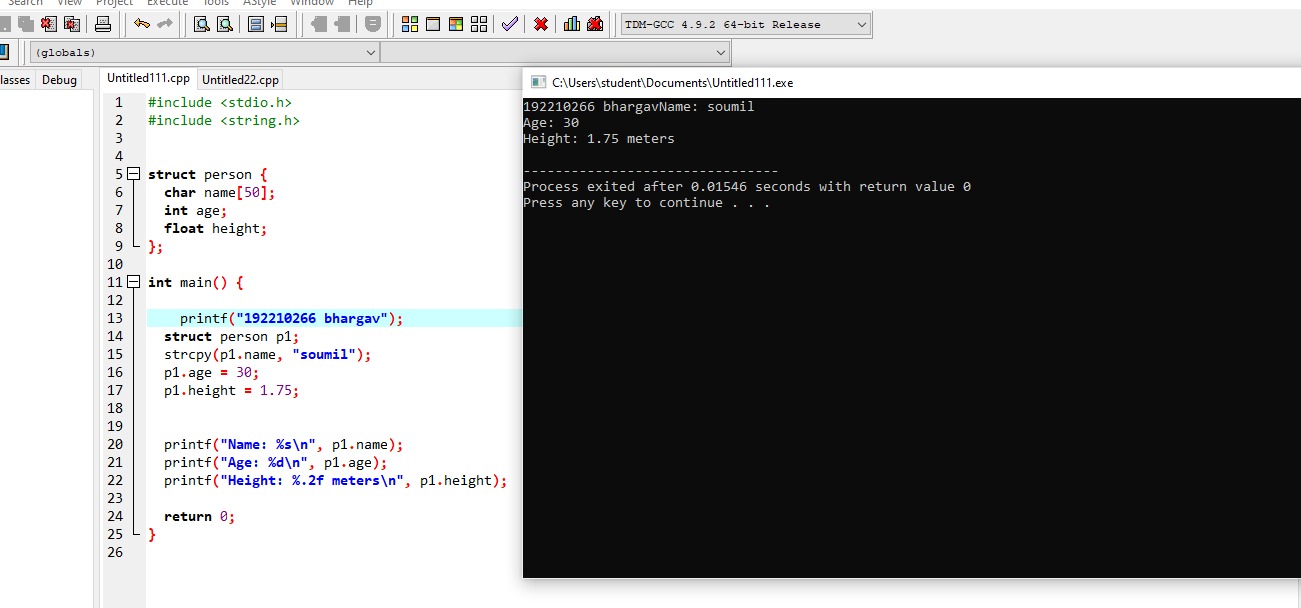 Search View Project Execute Tools AStyle Window Help
TDM-GCC 4.9.2 64-bit Release
(globals)
lasses Debug Untitled111.cpp Untitled22.cpp
1 #include <stdio.h>
2 #include <string.h>
3
4
5 struct person {
6 char name[50];
7 int age;
8 float height;
9 };
10
11 int main() {
12
13 printf("192210266 bhargav");
14 struct person p1;
15 strcpy(p1.name, "soumil");
16 p1.age = 30;
17 p1.height = 1.75;
18
19
20 printf("Name: %s\n", p1.name);
21 printf("Age: %d\n", p1.age);
22 printf("Height: %.2f meters\n", p1.height);
23
24 return 0;
25 }
26
C:\Users\student\Documents\Untitled111.exe
192210266 bhargavName: soumil
Age: 30
Height: 1.75 meters
--------------------------------
Process exited after 0.01546 seconds with return value 0
Press any key to continue . . .